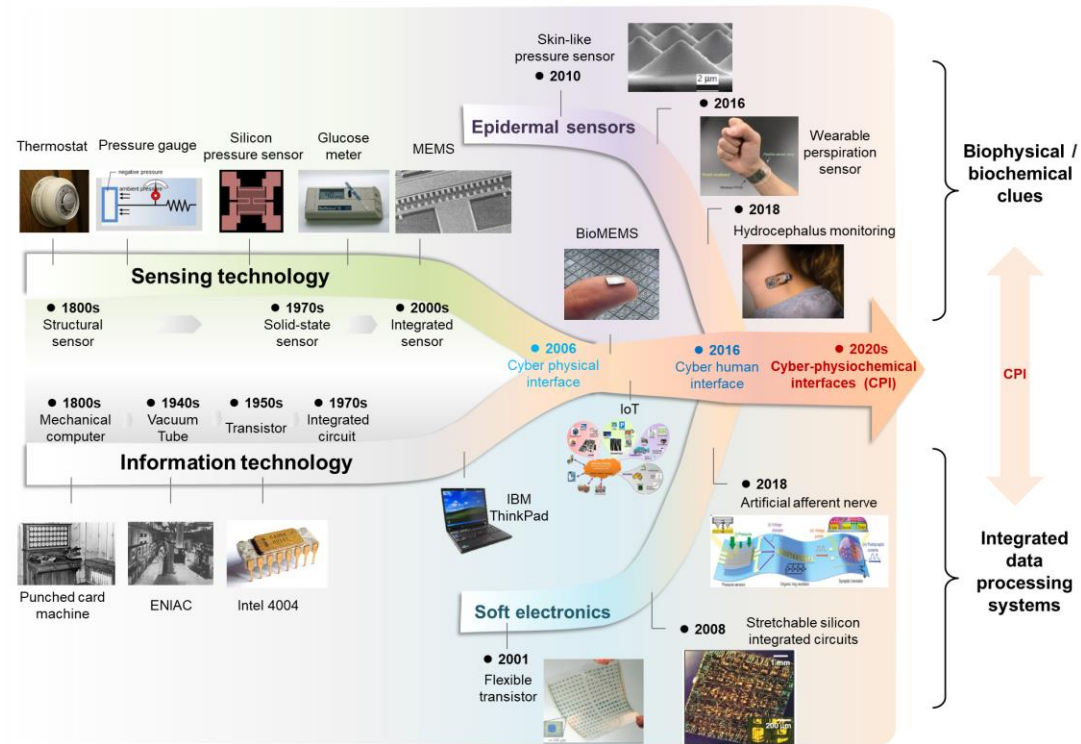 Skin-like
pressure sensor
● 2010
2 µm
Epidermal sensors
● 2016
Wearable
perspiration
sensor
● 2018
Hydrocephalus monitoring
Thermostat
Pressure gauge
negative pressure
ambient pressure
Silicon
pressure sensor
Glucose
meter
MEMS
BioMEMS
Sensing technology
● 1800s
Structural
sensor
● 1970s
Solid-state
sensor
● 2000s
Integrated sensor
● 2006
Cyber physical
interface
● 2016
Cyber human
interface
● 2020s
Cyber-physiochemical
interfaces (CPI)
● 1800s
Mechanical
computer
● 1940s
Vacuum
Tube
● 1950s
Transistor
● 1970s
Integrated
circuit
Information technology
IoT
IBM
ThinkPad
Punched card
machine
ENIAC
Intel 4004
● 2018
Artificial afferent nerve
Soft electronics
● 2001
Flexible
transistor
● 2008
Stretchable silicon
integrated circuits
1 mm
200 µm
Biophysical /
biochemical
clues
CPI
Integrated
data
processing
systems